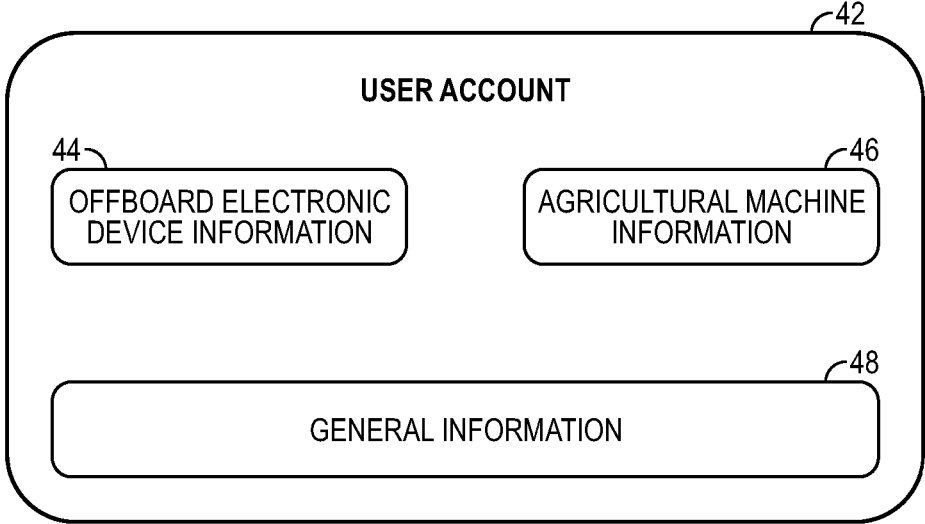 42
USER ACCOUNT
44
OFFBOARD ELECTRONIC
DEVICE INFORMATION
46
AGRICULTURAL MACHINE
INFORMATION
48
GENERAL INFORMATION